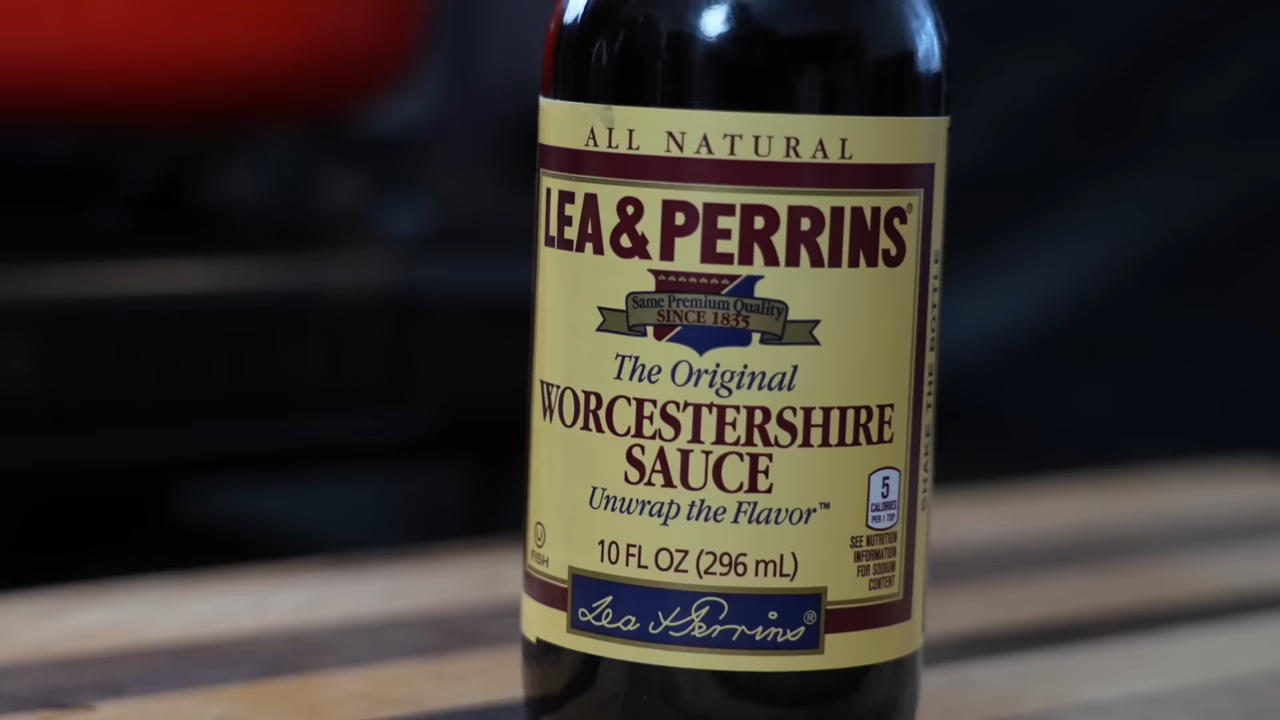 ALL NATURAL
LEA & PERRINS®
Same Premium Quality
SINCE 1835
The Original
WORCESTERSHIRE
SAUCE
Unwrap the Flavor™
5
CALORIES
PER 1 TSP
SEE NUTRITION
INFORMATION
FOR SODIUM
CONTENT
U
FISH
10 FL OZ (296 mL)
Lea & Perrins®
SHAKE THE BOTTLE